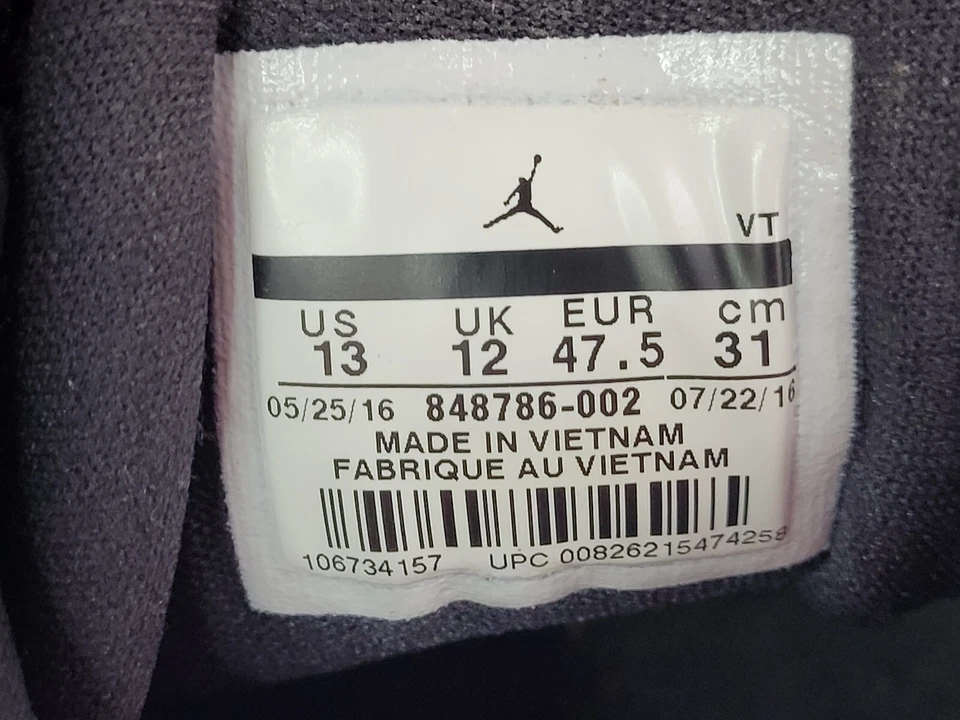 VT
US UK EUR cm
13 12 47.5 31
05/25/16 848786-002 07/22/16
MADE IN VIETNAM
FABRIQUE AU VIETNAM
106734157 UPC 00826215474259